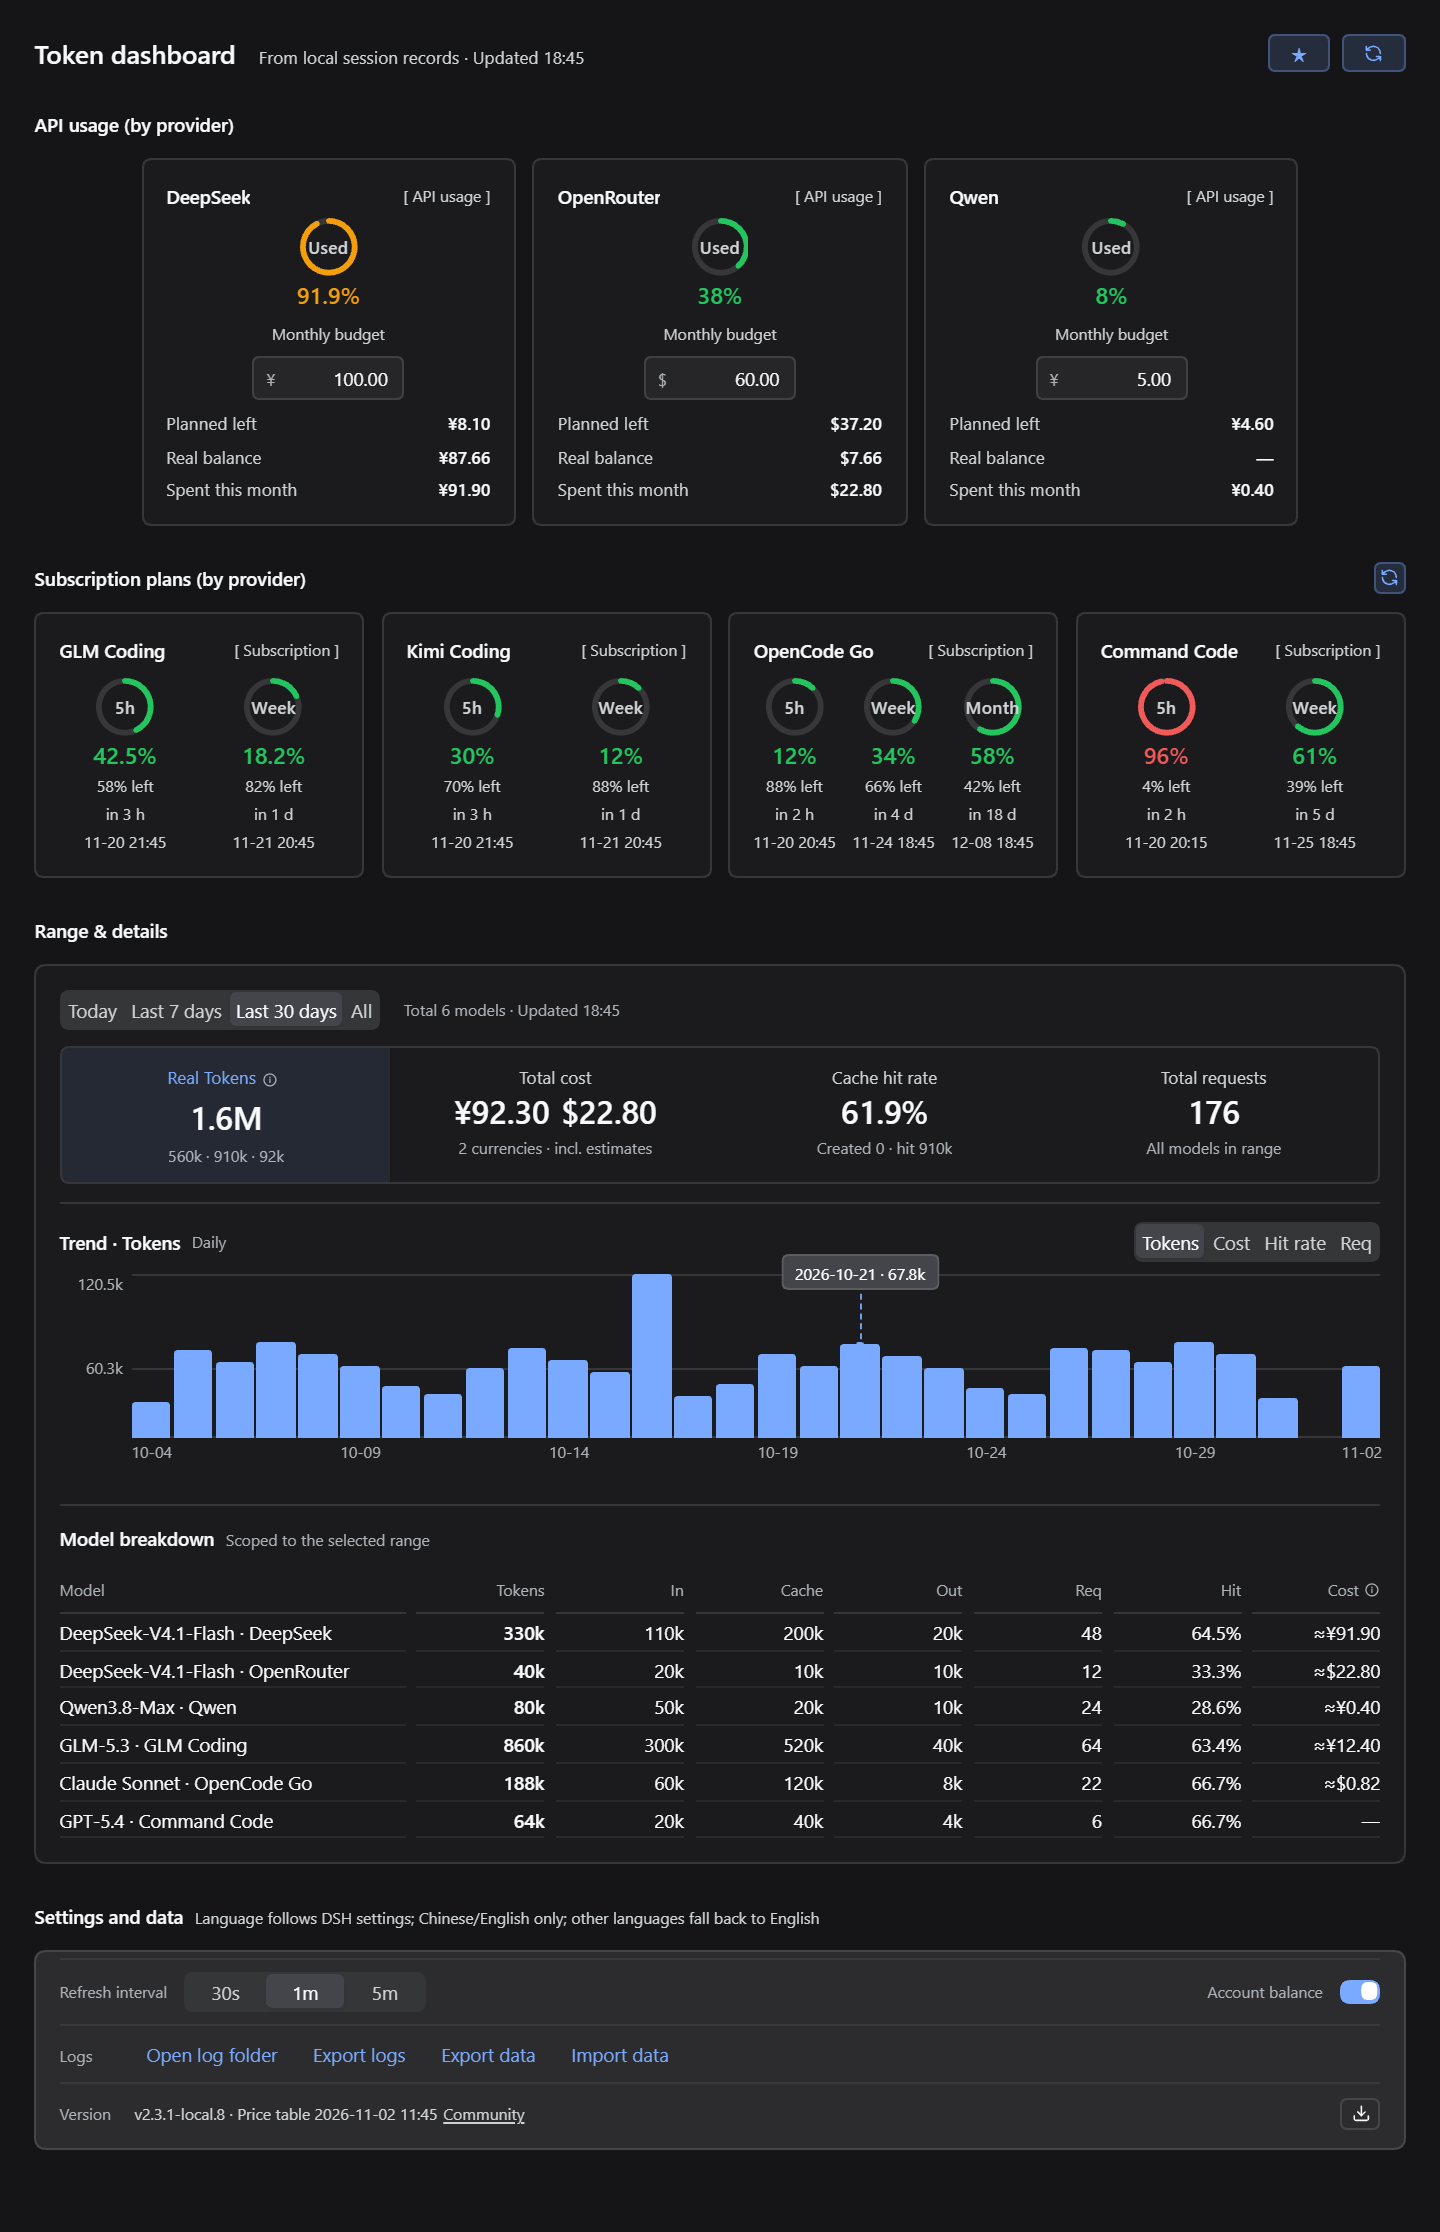 Token dashboard From local session records · Updated 18:45
★
API usage (by provider)
DeepSeek [ API usage ]
Used
91.9%
Monthly budget
¥ 100.00
Planned left ¥8.10
Real balance ¥87.66
Spent this month ¥91.90
OpenRouter [ API usage ]
Used
38%
Monthly budget
$ 60.00
Planned left $37.20
Real balance $7.66
Spent this month $22.80
Qwen [ API usage ]
Used
8%
Monthly budget
¥ 5.00
Planned left ¥4.60
Real balance —
Spent this month ¥0.40
Subscription plans (by provider)
GLM Coding [ Subscription ]
5h Week
42.5% 18.2%
58% left 82% left
in 3 h in 1 d
11-20 21:45 11-21 20:45
Kimi Coding [ Subscription ]
5h Week
30% 12%
70% left 88% left
in 3 h in 1 d
11-20 21:45 11-21 20:45
OpenCode Go [ Subscription ]
5h Week Month
12% 34% 58%
88% left 66% left 42% left
in 2 h in 4 d in 18 d
11-20 20:45 11-24 18:45 12-08 18:45
Command Code [ Subscription ]
5h Week
96% 61%
4% left 39% left
in 2 h in 5 d
11-20 20:15 11-25 18:45
Range & details
Today Last 7 days Last 30 days All Total 6 models · Updated 18:45
Real Tokens
1.6M
560k · 910k · 92k
Total cost
¥92.30 $22.80
2 currencies · incl. estimates
Cache hit rate
61.9%
Created 0 · hit 910k
Total requests
176
All models in range
Trend · Tokens Daily
Tokens Cost Hit rate Req
2026-10-21 · 67.8k
120.5k
60.3k
10-04 10-09 10-14 10-19 10-24 10-29 11-02
Model breakdown Scoped to the selected range
Model Tokens In Cache Out Req Hit Cost
DeepSeek-V4.1-Flash · DeepSeek 330k 110k 200k 20k 48 64.5% ≈¥91.90
DeepSeek-V4.1-Flash · OpenRouter 40k 20k 10k 10k 12 33.3% ≈$22.80
Qwen3.8-Max · Qwen 80k 50k 20k 10k 24 28.6% ≈¥0.40
GLM-5.3 · GLM Coding 860k 300k 520k 40k 64 63.4% ≈¥12.40
Claude Sonnet · OpenCode Go 188k 60k 120k 8k 22 66.7% ≈$0.82
GPT-5.4 · Command Code 64k 20k 40k 4k 6 66.7% —
Settings and data Language follows DSH settings; Chinese/English only; other languages fall back to English
Refresh interval 30s 1m 5m Account balance
Logs Open log folder Export logs Export data Import data
Version v2.3.1-local.8 · Price table 2026-11-02 11:45 Community